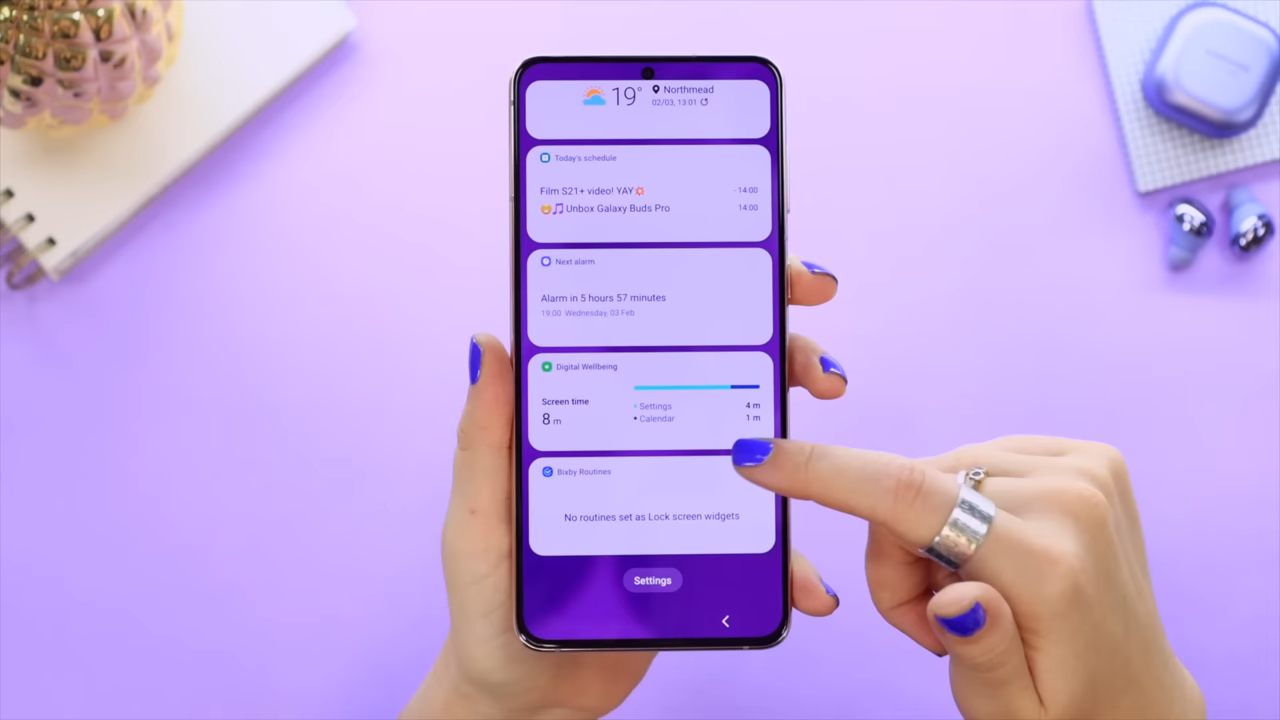 19° Northmead
02/03, 13:01
Today's schedule
Film S21+ video! YAY💥 - 14:00
😁🎵 Unbox Galaxy Buds Pro 14:00
Next alarm
Alarm in 5 hours 57 minutes
19:00 Wednesday, 03 Feb
Digital Wellbeing
Screen time
8 m
• Settings 4 m
• Calendar 1 m
Bixby Routines
No routines set as Lock screen widgets
Settings